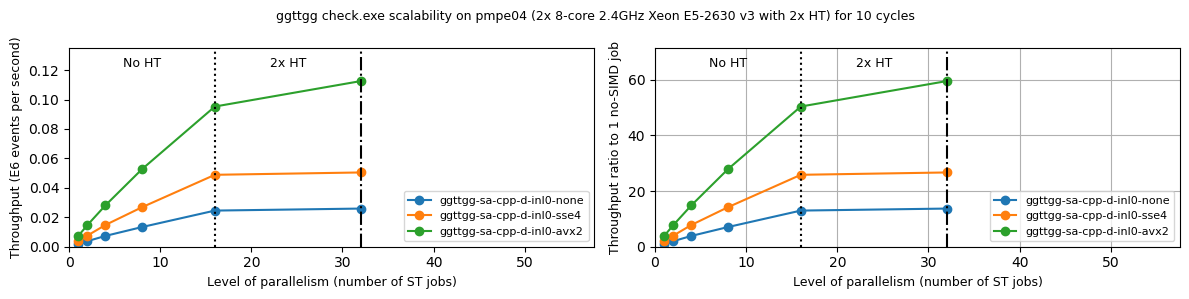 ggttgg check.exe scalability on pmpe04 (2x 8-core 2.4GHz Xeon E5-2630 v3 with 2x HT) for 10 cycles
Throughput (E6 events per second)
0.12
0.10
0.08
0.06
0.04
0.02
0.00
No HT
2x HT
ggttgg-sa-cpp-d-inl0-none
ggttgg-sa-cpp-d-inl0-sse4
ggttgg-sa-cpp-d-inl0-avx2
0 10 20 30 40 50
Level of parallelism (number of ST jobs)
Throughput ratio to 1 no-SIMD job
60
40
20
0
No HT
2x HT
ggttgg-sa-cpp-d-inl0-none
ggttgg-sa-cpp-d-inl0-sse4
ggttgg-sa-cpp-d-inl0-avx2
0 10 20 30 40 50
Level of parallelism (number of ST jobs)